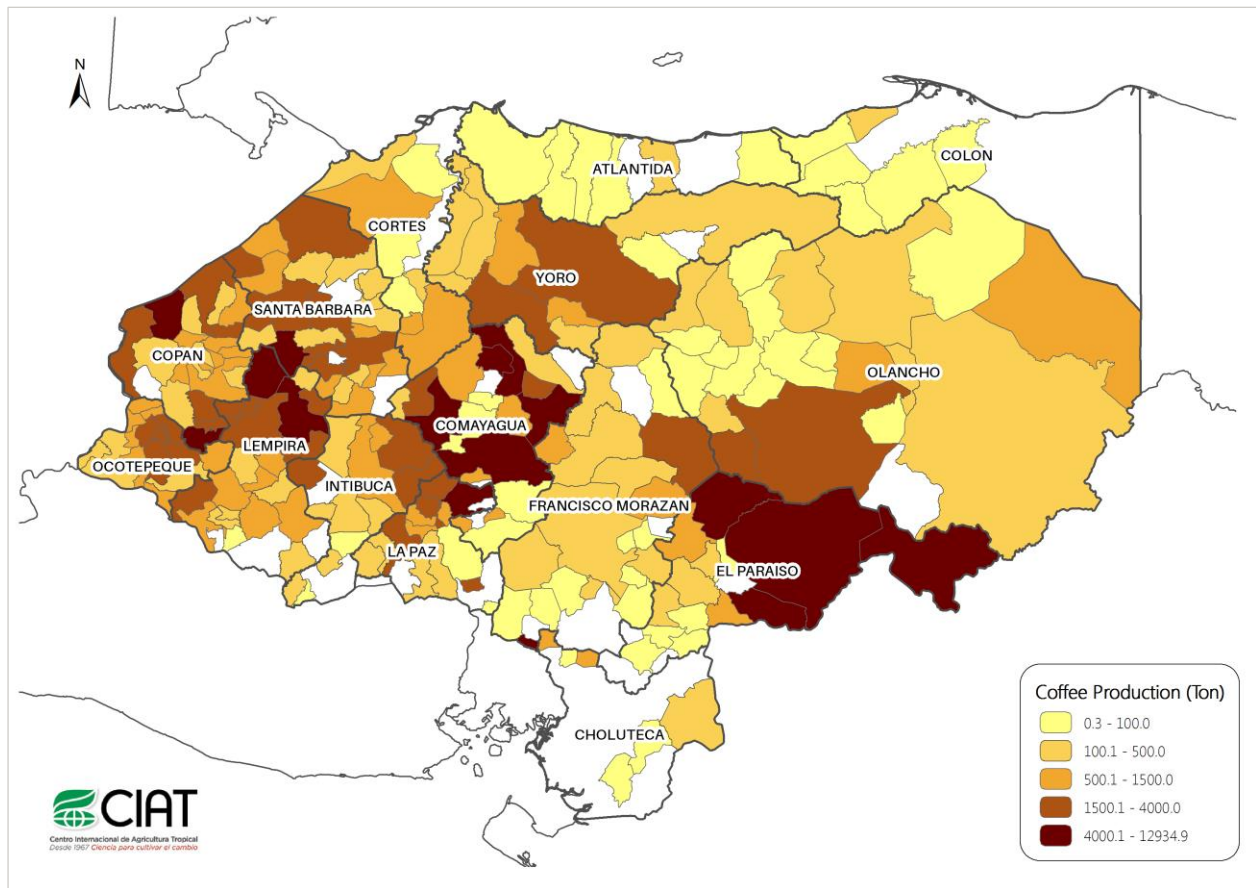 N
ATLANTIDA
COLON
CORTES
YORO
SANTA BARBARA
COPAN
OLANCHO
COMAYAGUA
LEMPIRA
OCOTEPEQUE
INTIBUCA
FRANCISCO MORAZAN
LA PAZ
EL PARAISO
CHOLUTECA
Coffee Production (Ton)
0.3 - 100.0
100.1 - 500.0
500.1 - 1500.0
1500.1 - 4000.0
4000.1 - 12934.9
CIAT
Centro Internacional de Agricultura Tropical
Desde 1967 Ciencia para cultivar el cambio